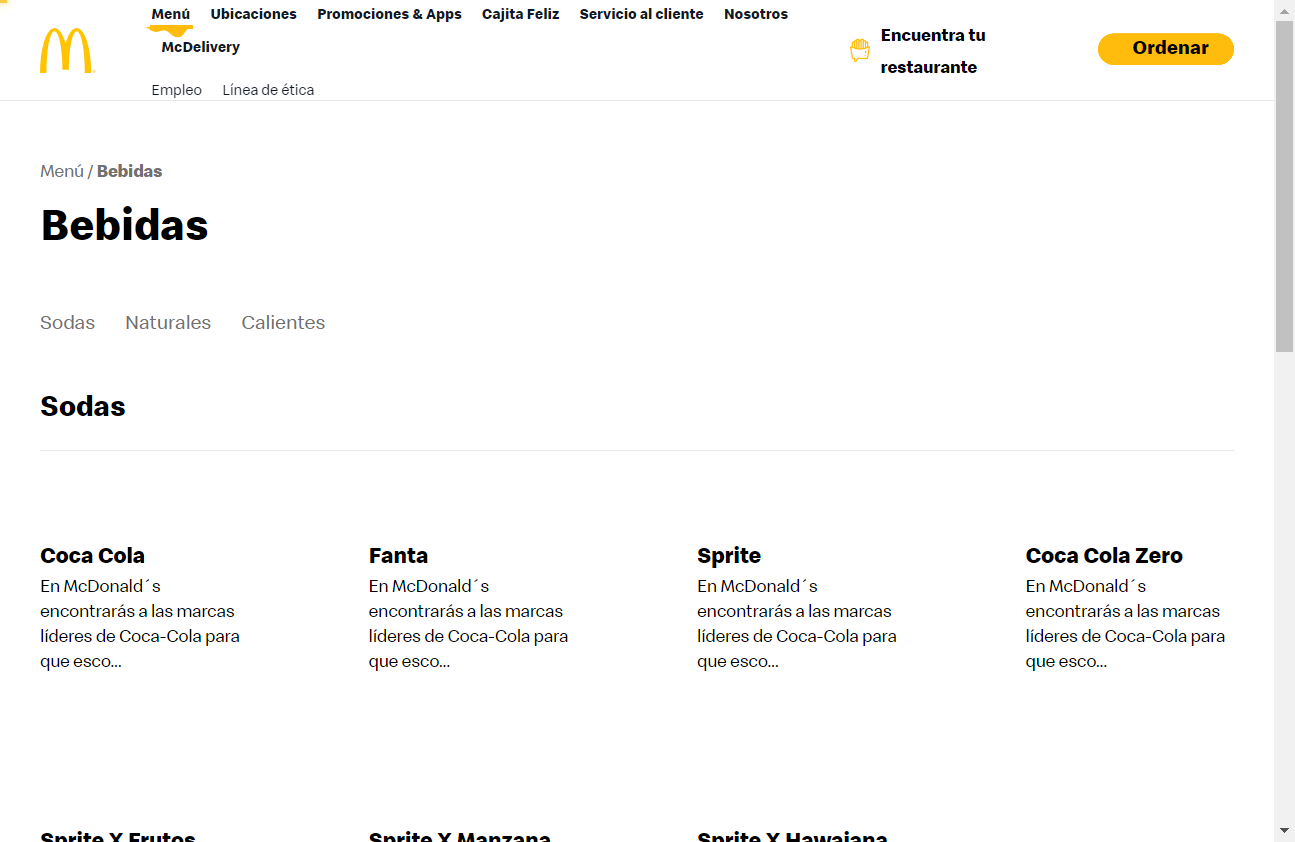 Menú Ubicaciones Promociones & Apps Cajita Feliz Servicio al cliente Nosotros
McDelivery
Empleo Línea de ética
Encuentra tu
restaurante
Ordenar
Menú / Bebidas
Bebidas
Sodas Naturales Calientes
Sodas
Coca Cola
En McDonald´s
encontrarás a las marcas
líderes de Coca-Cola para
que esco...
Fanta
En McDonald´s
encontrarás a las marcas
líderes de Coca-Cola para
que esco...
Sprite
En McDonald´s
encontrarás a las marcas
líderes de Coca-Cola para
que esco...
Coca Cola Zero
En McDonald´s
encontrarás a las marcas
líderes de Coca-Cola para
que esco...
Sprite X Frutos
Sprite X Manzana
Sprite X Hawaiana